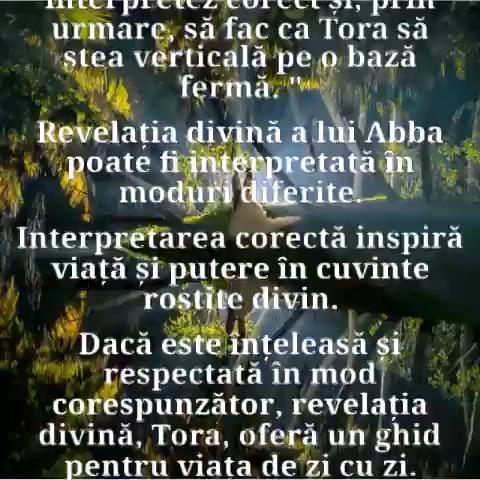 interpretez corect și, prin
urmare, să fac ca Tora să
stea verticală pe o bază
fermă. "
Revelația divină a lui Abba
poate fi interpretată în
moduri diferite.
Interpretarea corectă inspiră
viață și putere în cuvinte
rostite divin.
Dacă este înțeleasă și
respectată în mod
corespunzător, revelația
divină, Tora, oferă un ghid
pentru viața de zi cu zi.